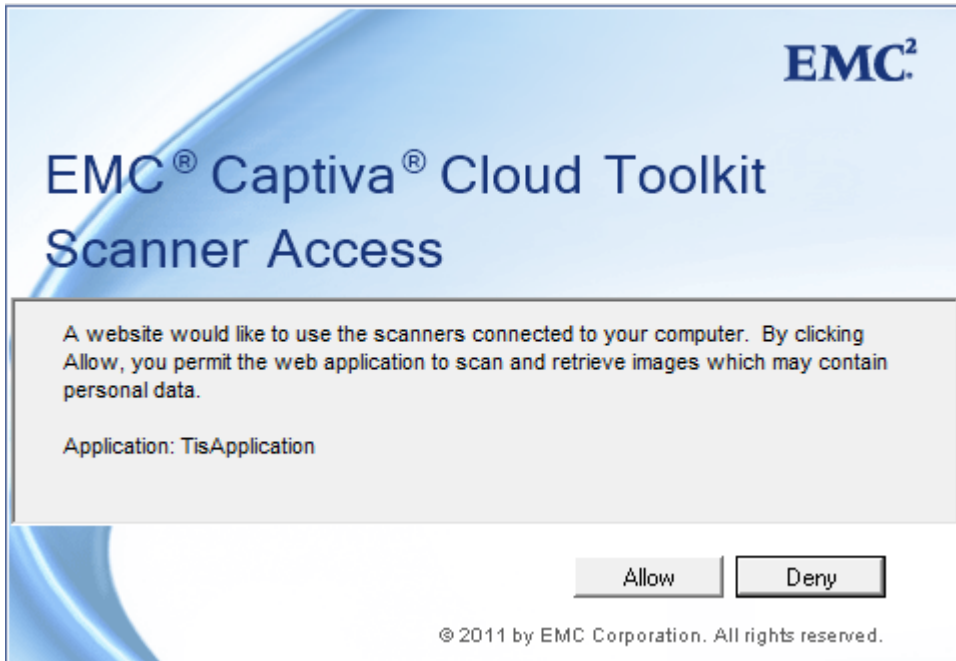 EMC²
EMC® Captiva® Cloud Toolkit
Scanner Access
A website would like to use the scanners connected to your computer.  By clicking
Allow, you permit the web application to scan and retrieve images which may contain
personal data.
Application: TisApplication
Allow
Deny
© 2011 by EMC Corporation. All rights reserved.